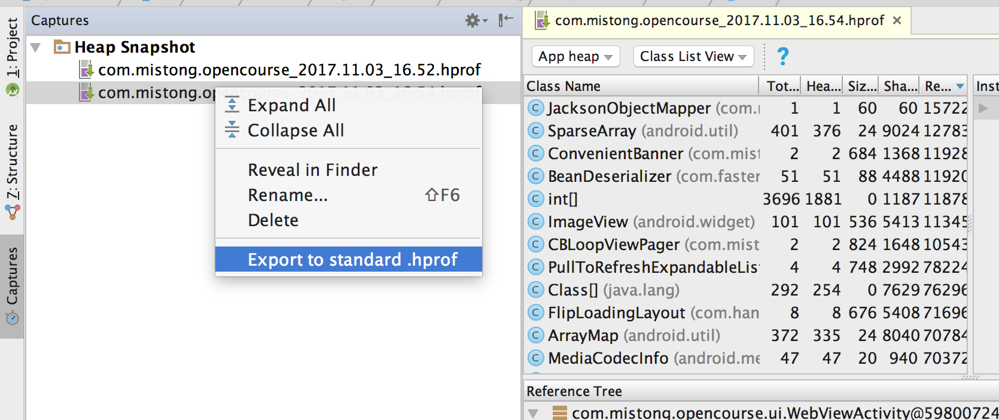 1: Project
7: Structure
Captures
Captures
Heap Snapshot
com.mistong.opencourse_2017.11.03_16.52.hprof
com.mistong.opencourse_2017.11.03_16.54.hprof
Expand All
Collapse All
Reveal in Finder
Rename... ⇧F6
Delete
Export to standard .hprof
com.mistong.opencourse_2017.11.03_16.54.hprof ×
App heap Class List View ?
Class Name Tot... Hea... Siz... Sha... Re... Inst
JacksonObjectMapper (com.r 1 1 60 60 15722
SparseArray (android.util) 401 376 24 9024 12783
ConvenientBanner (com.mist 2 2 684 1368 11928
BeanDeserializer (com.faster 51 51 88 4488 11920
int[] 3696 1881 0 1187 11878
ImageView (android.widget) 101 101 536 5413 11345
CBLoopViewPager (com.mist 2 2 824 1648 10543
PullToRefreshExpandableList 4 4 748 2992 78224
Class[] (java.lang) 292 254 0 7629 76296
FlipLoadingLayout (com.han 8 8 676 5408 71696
ArrayMap (android.util) 372 335 24 8040 70784
MediaCodecInfo (android.me 47 47 20 940 70372
Reference Tree
com.mistong.opencourse.ui.WebViewActivity@59800724